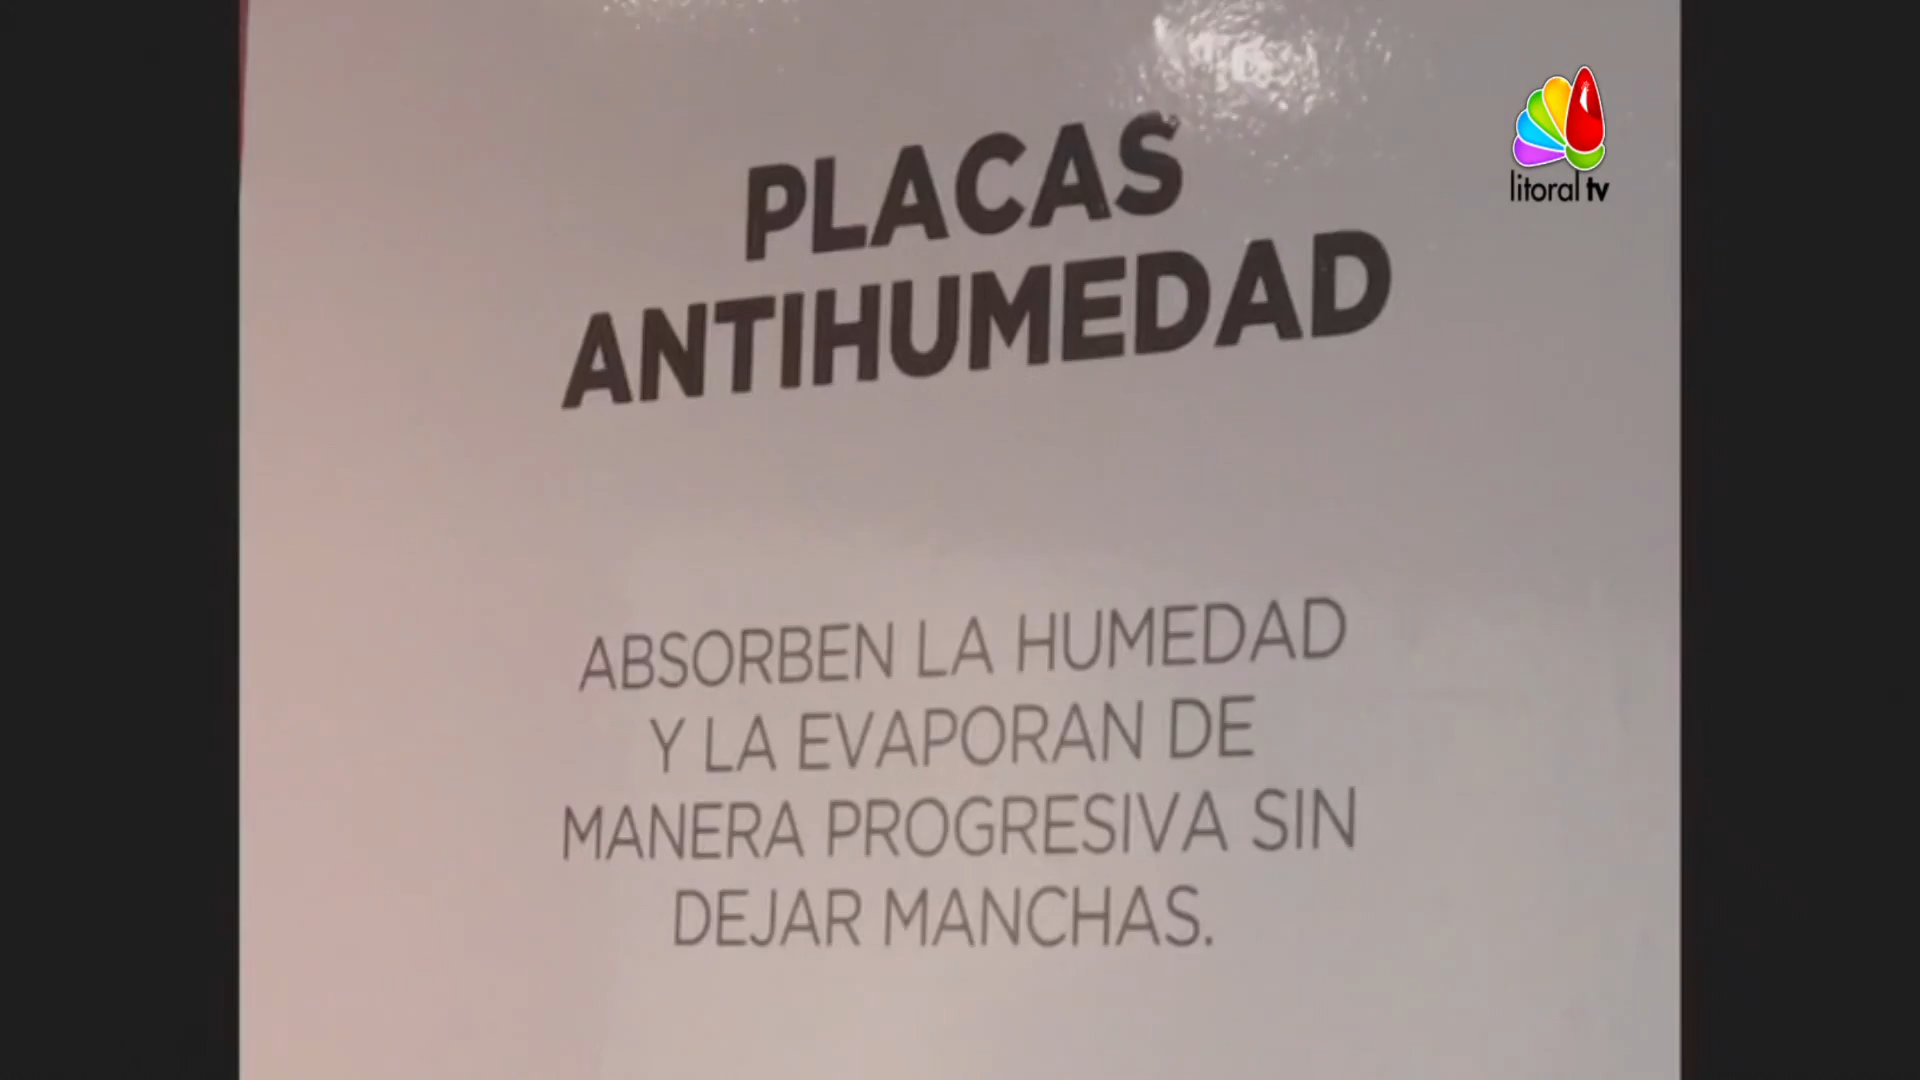 PLACAS
ANTIHUMEDAD
ABSORBEN LA HUMEDAD
Y LA EVAPORAN DE
MANERA PROGRESIVA SIN
DEJAR MANCHAS.
litoral tv